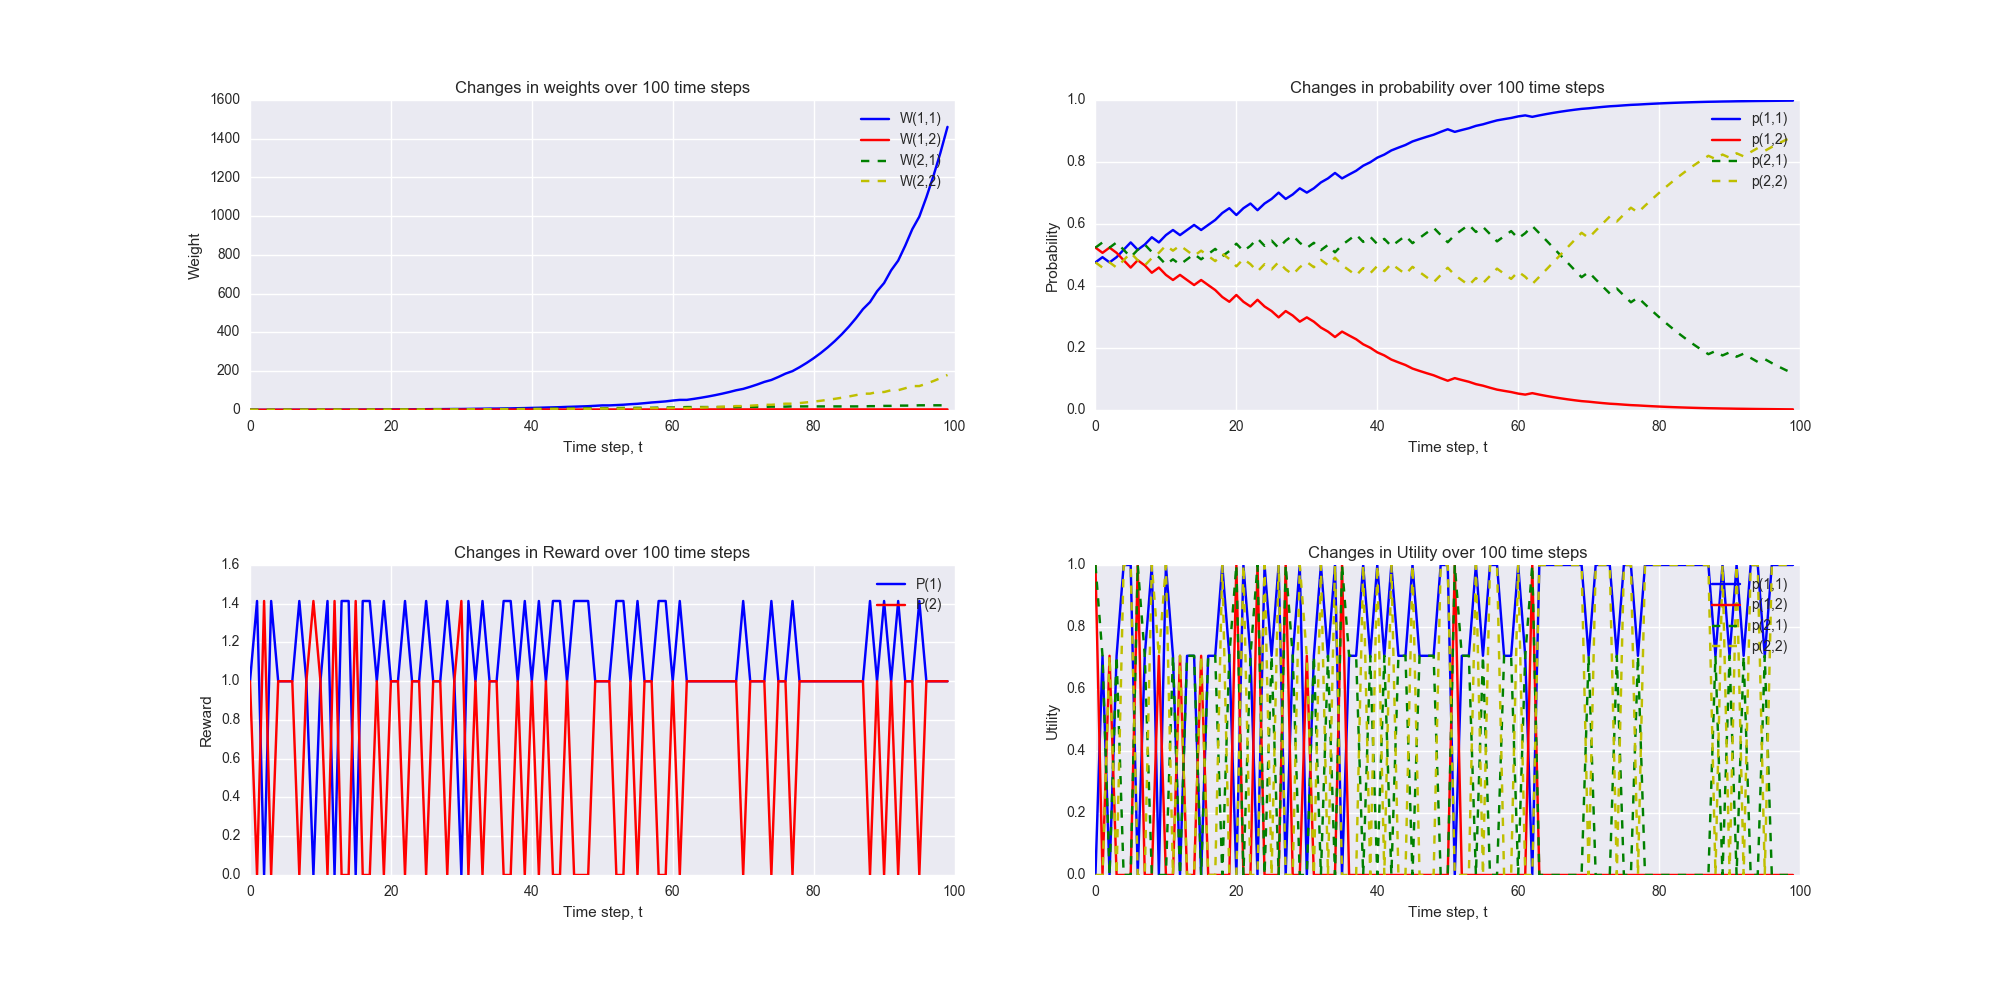 Changes in weights over 100 time steps
1600
1400
1200
1000
800
600
400
200
0
Weight
W(1,1)
W(1,2)
W(2,1)
W(2,2)
0 20 40 60 80 100
Time step, t
Changes in probability over 100 time steps
1.0
0.8
0.6
0.4
0.2
0.0
Probability
p(1,1)
p(1,2)
p(2,1)
p(2,2)
0 20 40 60 80 100
Time step, t
Changes in Reward over 100 time steps
1.6
1.4
1.2
1.0
0.8
0.6
0.4
0.2
0.0
Reward
P(1)
P(2)
0 20 40 60 80 100
Time step, t
Changes in Utility over 100 time steps
1.0
0.8
0.6
0.4
0.2
0.0
Utility
p(1,1)
p(1,2)
p(2,1)
p(2,2)
0 20 40 60 80 100
Time step, t